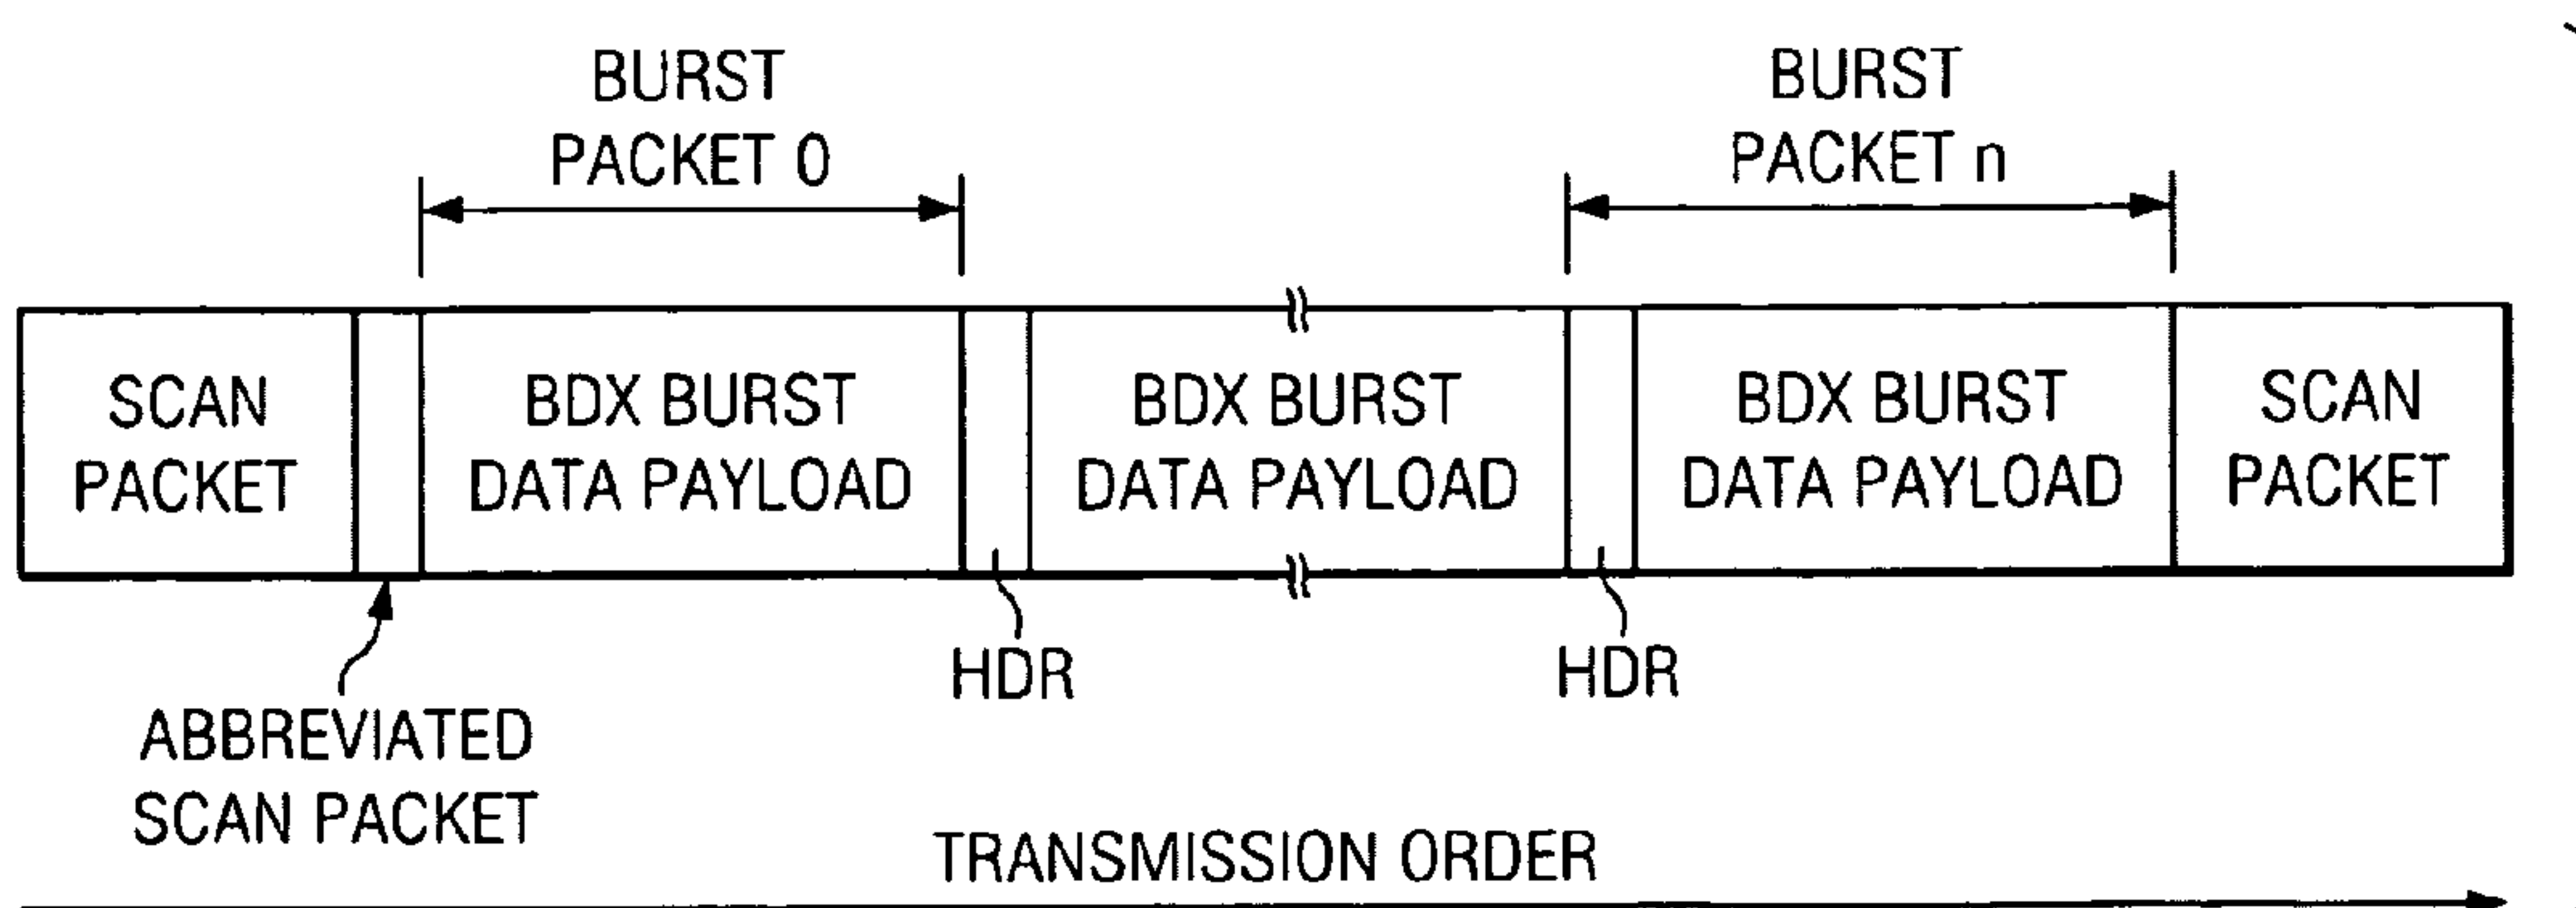 BURST
PACKET 0
BURST
PACKET n
SCAN
PACKET
BDX BURST
DATA PAYLOAD
BDX BURST
DATA PAYLOAD
BDX BURST
DATA PAYLOAD
SCAN
PACKET
HDR
HDR
ABBREVIATED
SCAN PACKET
TRANSMISSION ORDER